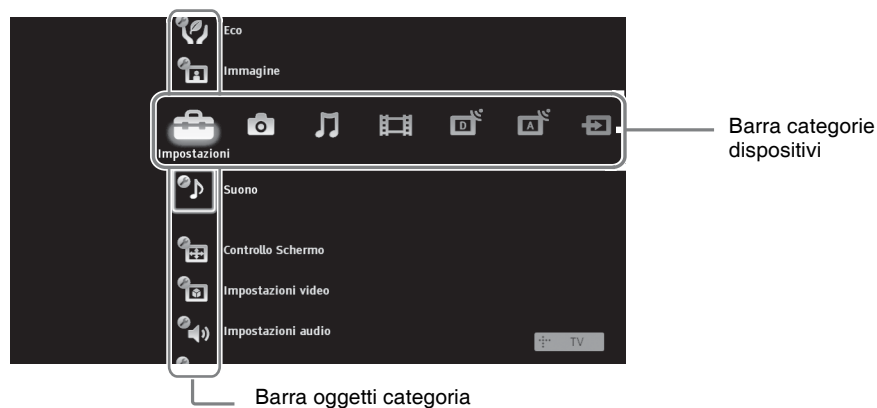 Eco
Immagine
Impostazioni
D
A
Barra categorie
dispositivi
Suono
Controllo Schermo
Impostazioni video
Impostazioni audio
TV
Barra oggetti categoria